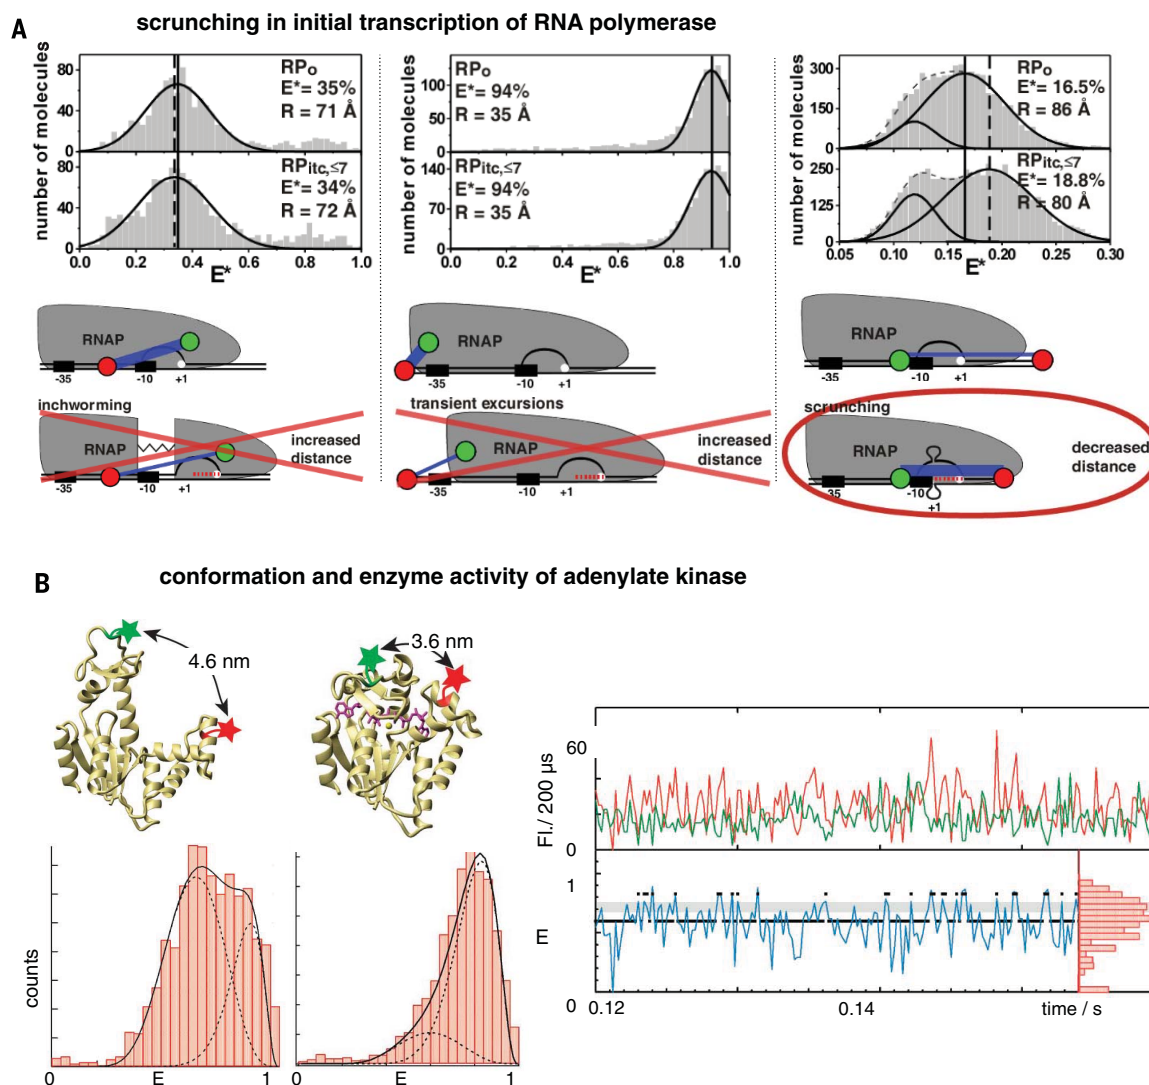 A
scrunching in initial transcription of RNA polymerase
number of molecules
80
40
0
RPo
E*= 35%
R = 71 Å
80
40
0
RPitc,≤7
E*= 34%
R = 72 Å
0.0 0.2 0.4 0.6 0.8 1.0
E*
number of molecules
100
50
0
RPo
E*= 94%
R = 35 Å
140
70
0
RPitc,≤7
E*= 94%
R = 35 Å
0.0 0.2 0.4 0.6 0.8 1.0
E*
number of molecules
300
150
0
RPo
E*= 16.5%
R = 86 Å
250
125
0
RPitc,≤7
E*= 18.8%
R = 80 Å
0.05 0.10 0.15 0.20 0.25 0.30
E*
RNAP
-35 -10 +1
RNAP
-35 -10 +1
RNAP
-35 -10 +1
inchworming
RNAP
increased
distance
-35 -10 +1
transient excursions
RNAP
increased
distance
-35 -10 +1
scrunching
RNAP
decreased
distance
-35 -10
+1
B
conformation and enzyme activity of adenylate kinase
4.6 nm
3.6 nm
counts
0 E 1
0 E 1
Fl./ 200 µs
60
0
E
1
0
0.12 0.14 time / s